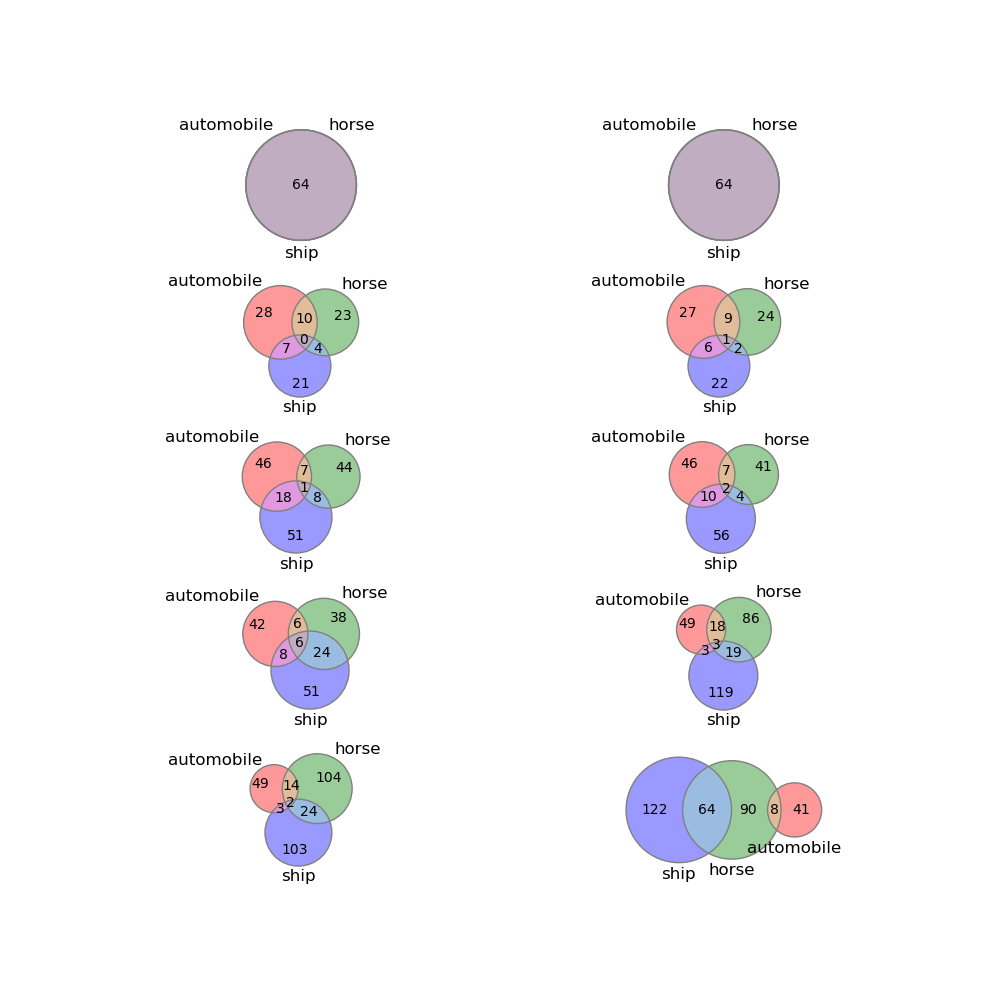 automobile horse
64
ship
automobile horse
64
ship
automobile horse
28 10 23
0
7 4
21
ship
automobile horse
27 9 24
1
6 2
22
ship
automobile horse
46 7 44
1
18 8
51
ship
automobile horse
46 7 41
2
10 4
56
ship
automobile horse
42 6 38
6
8 24
51
ship
automobile horse
49 18 86
3
3 19
119
ship
automobile horse
49 14 104
2
3 24
103
ship
122 64 90 8 41
automobile
ship horse